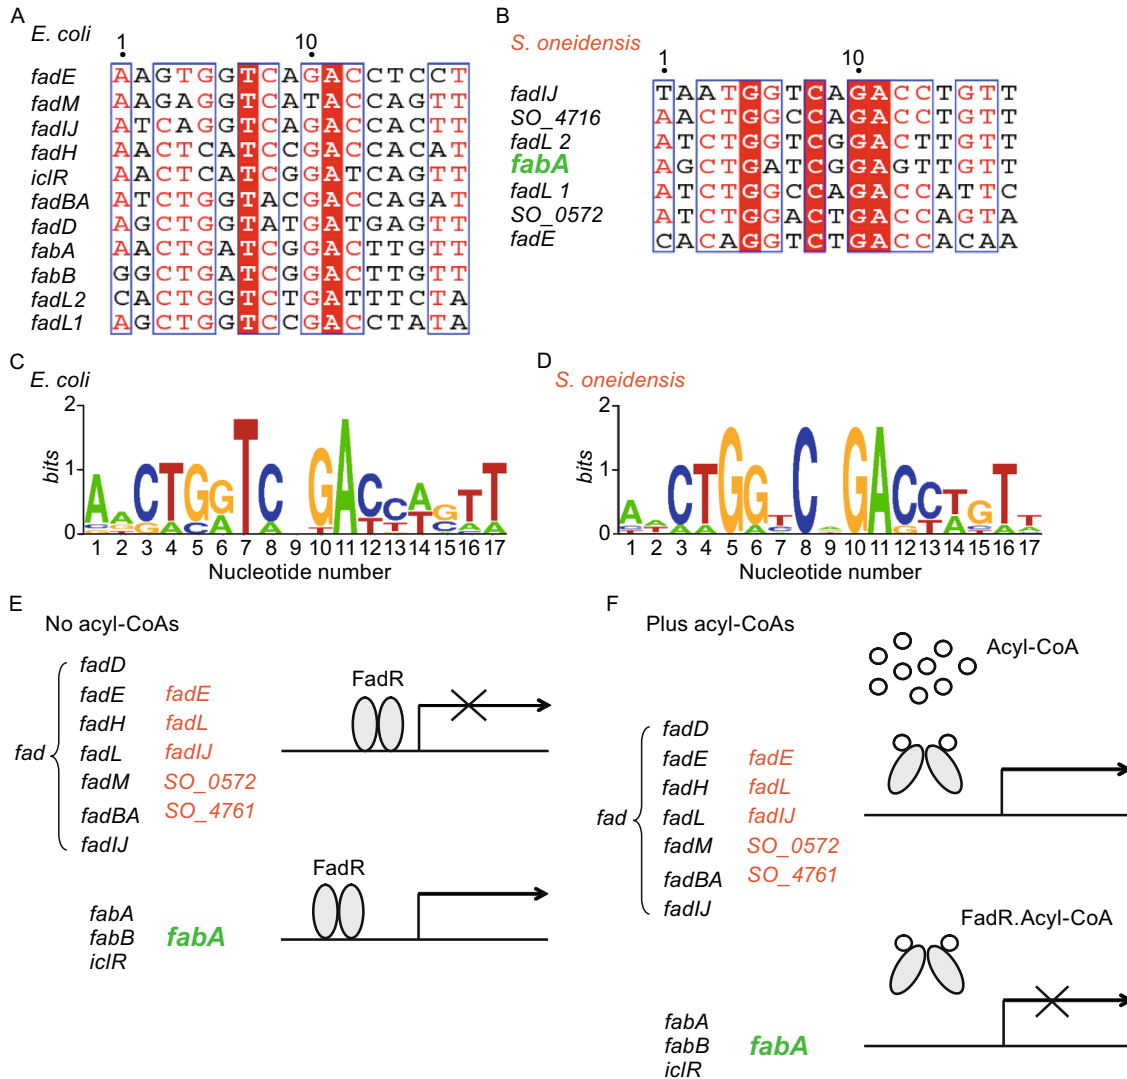 A
E. coli
1 10
fadE AAGTGGTCAGACCTCCT
fadM AAGAGGTCATACCAGTT
fadIJ ATCAGGTCAGACCACTT
fadH AACTCATCCGACCACAT
iclR AACTCATCGGATCAGTT
fadBA ATCTGGTACGACCAGAT
fadD AGCTGGTATGATGAGTT
fabA AACTGATCGGACTTGTT
fabB GGCTGATCGGACTTGTT
fadL2 CACTGGTCTGATTTCTA
fadL1 AGCTGGTCCGACCTATA
B
S. oneidensis
1 10
fadIJ TAATGGTCAGACCTGTT
SO_4716 AACTGGCCAGACCTGTT
fadL 2 ATCTGGTCGGACTTGTT
fabA AGCTGATCGGAGTTGTT
fadL 1 ATCTGGCCAGACCATTC
SO_0572 ATCTGGACTGACCAGTA
fadE CACAGGTCTGACCACAA
C
E. coli
2
1
0
bits
1 2 3 4 5 6 7 8 9 10 11 12 13 14 15 16 17
Nucleotide number
D
S. oneidensis
2
1
0
bits
1 2 3 4 5 6 7 8 9 10 11 12 13 14 15 16 17
Nucleotide number
E
No acyl-CoAs
fad
fadD
fadE fadE
fadH fadL
fadL fadIJ
fadM SO_0572
fadBA SO_4761
fadIJ
FadR
FadR
fabA
fabB fabA
iclR
F
Plus acyl-CoAs
Acyl-CoA
fad
fadD
fadE fadE
fadH fadL
fadL fadIJ
fadM SO_0572
fadBA SO_4761
fadIJ
FadR.Acyl-CoA
fabA
fabB fabA
iclR